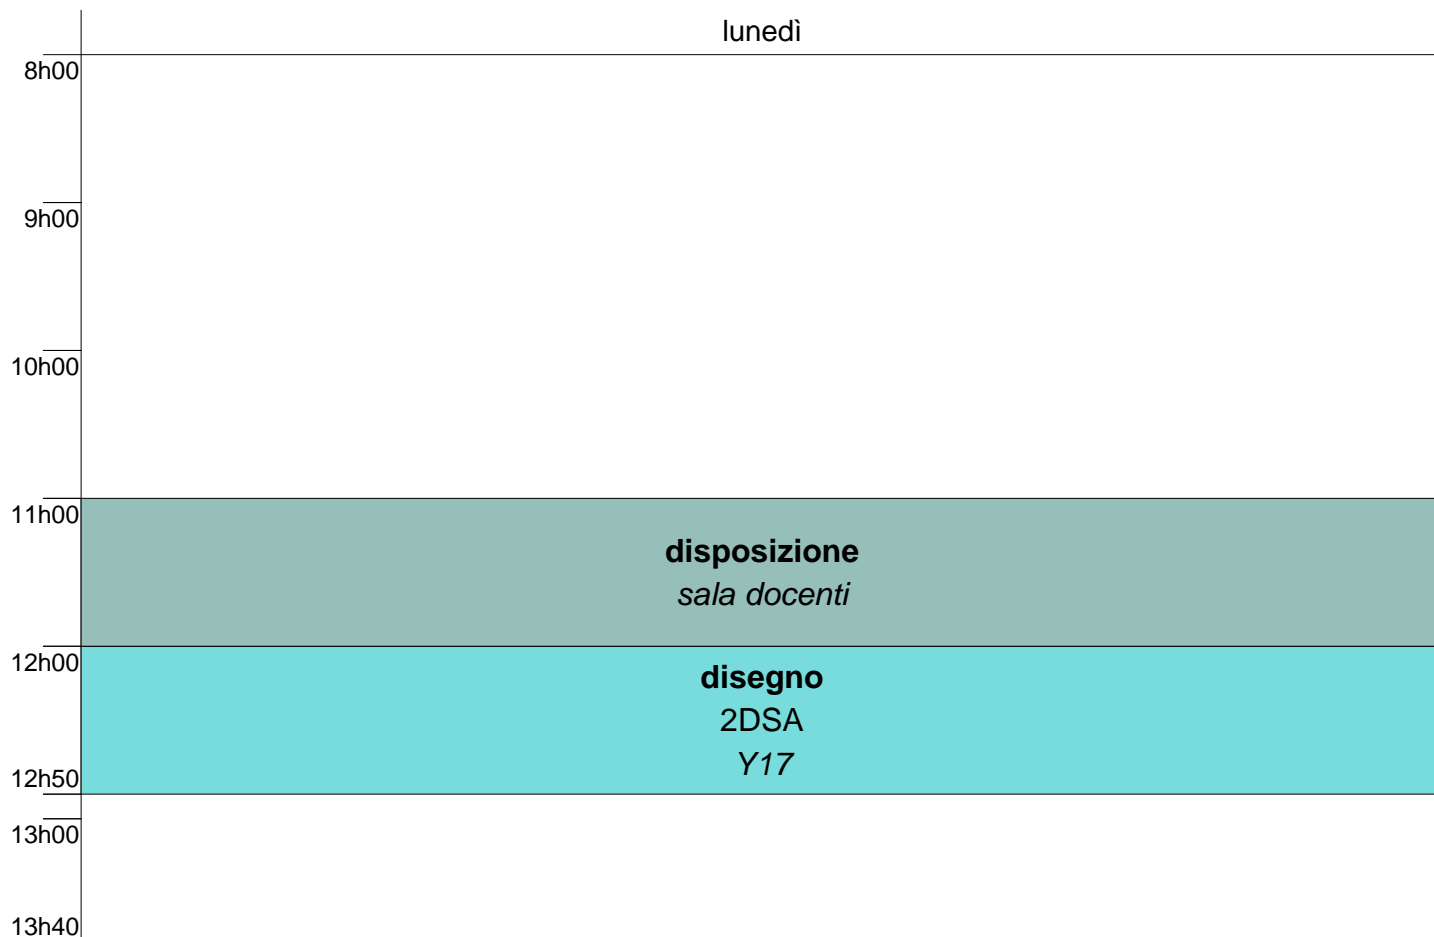 lunedì
8h00
9h00
10h00
11h00
disposizione
sala docenti
12h00
disegno
2DSA
Y17
12h50
13h00
13h40